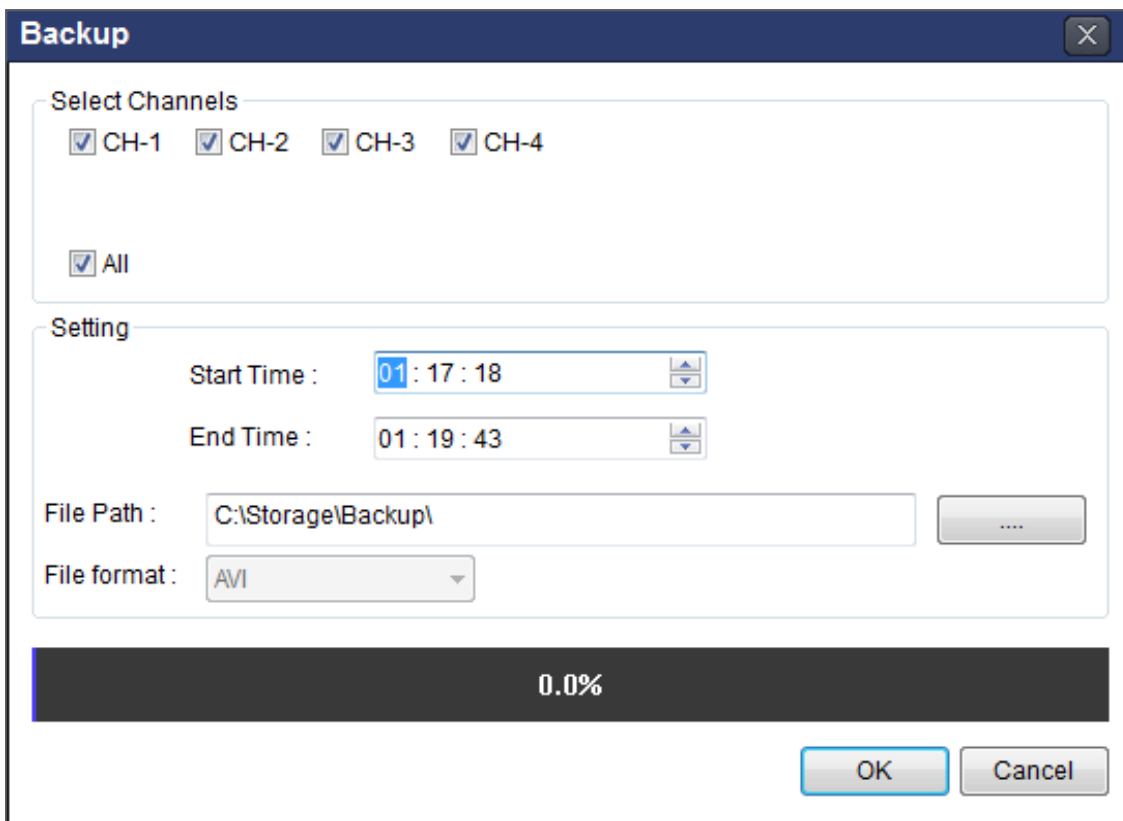 Backup
Select Channels
CH-1 CH-2 CH-3 CH-4
All
Setting
Start Time : 01 : 17 : 18
End Time : 01 : 19 : 43
File Path : C:\Storage\Backup\ ....
File format : AVI
0.0%
OK Cancel